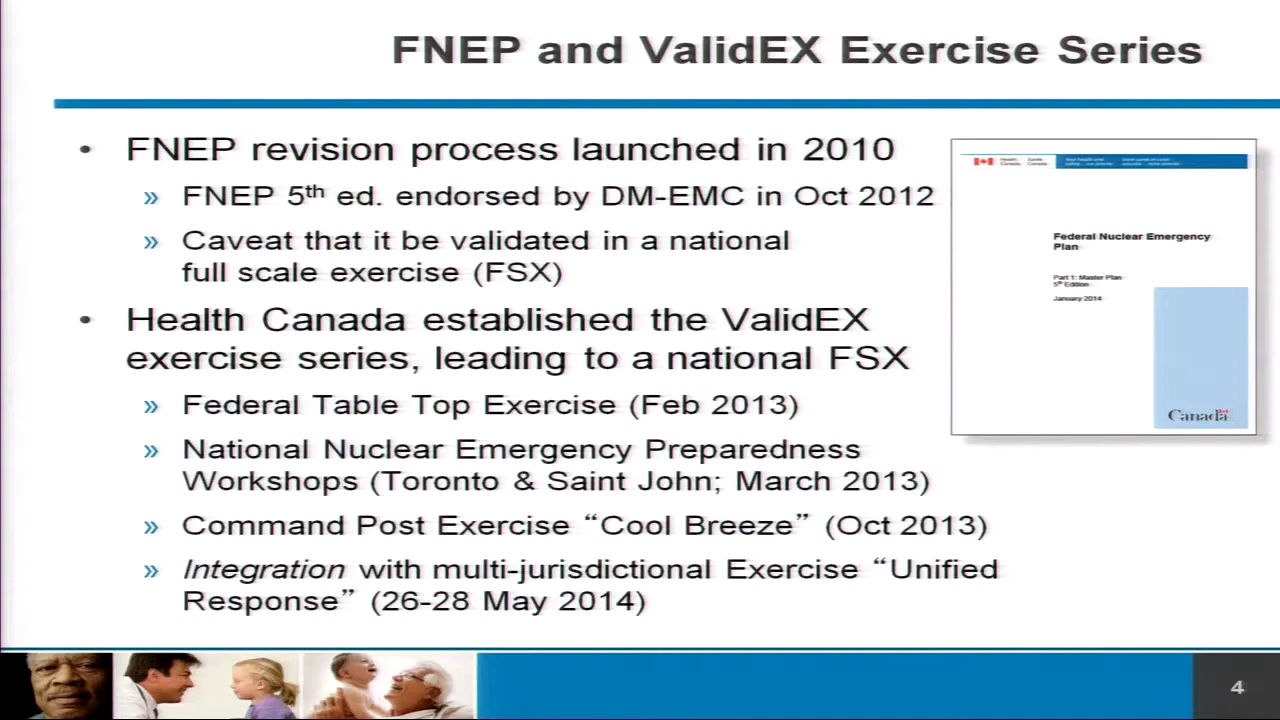 FNEP and ValidEX Exercise Series
• FNEP revision process launched in 2010
» FNEP 5th ed. endorsed by DM-EMC in Oct 2012
» Caveat that it be validated in a national
full scale exercise (FSX)
• Health Canada established the ValidEX
exercise series, leading to a national FSX
» Federal Table Top Exercise (Feb 2013)
» National Nuclear Emergency Preparedness
Workshops (Toronto & Saint John; March 2013)
» Command Post Exercise “Cool Breeze” (Oct 2013)
» Integration with multi-jurisdictional Exercise “Unified
Response” (26-28 May 2014)
Health Santé
Canada Canada
Federal Nuclear Emergency
Plan
Part 1: Master Plan
5th Edition
January 2014
Canada
4